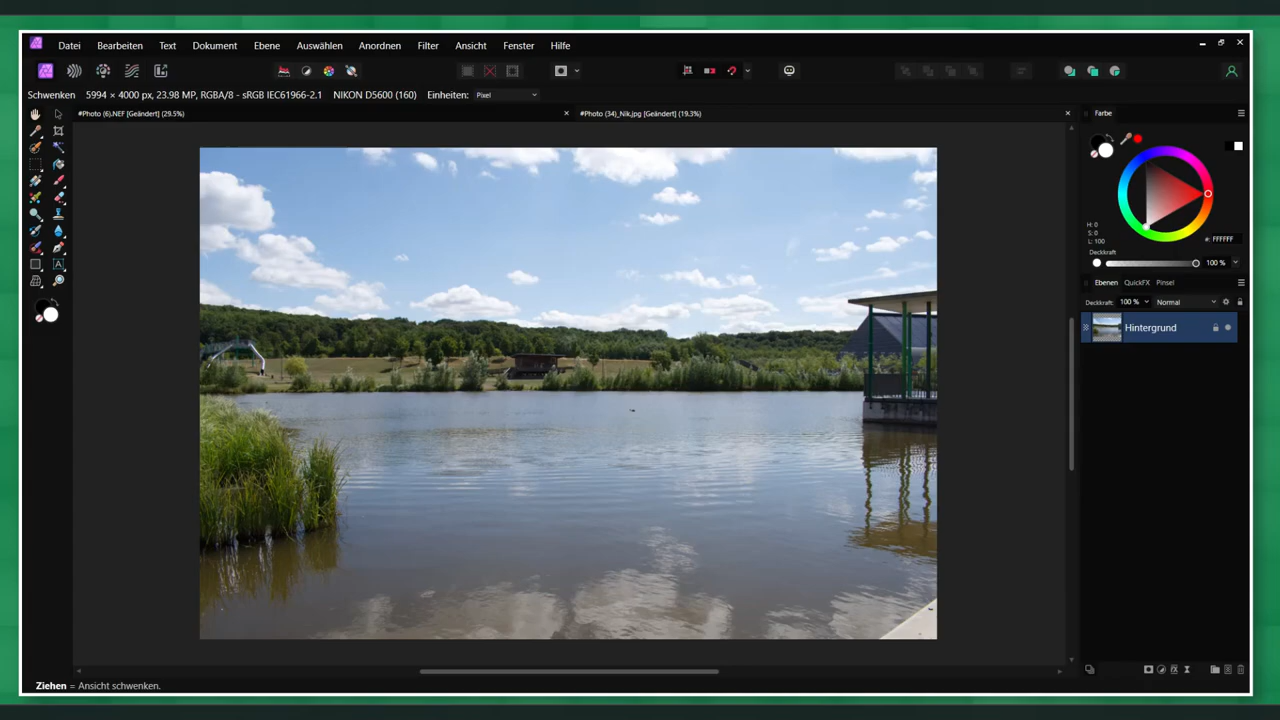 Datei Bearbeiten Text Dokument Ebene Auswählen Anordnen Filter Ansicht Fenster Hilfe
Schwenken 5994 × 4000 px, 23.98 MP, RGBA/8 - sRGB IEC61966-2.1 NIKON D5600 (160) Einheiten: Pixel
#Photo (6).NEF [Geändert] (29.5%) #Photo (34)_Nik.jpg [Geändert] (19.3%)
Farbe
H: 0
S: 0
L: 100
#: FFFFFF
Deckkraft
100 %
Ebenen QuickFX Pinsel
Deckkraft: 100 % Normal
Hintergrund
A
fx
Ziehen = Ansicht schwenken.